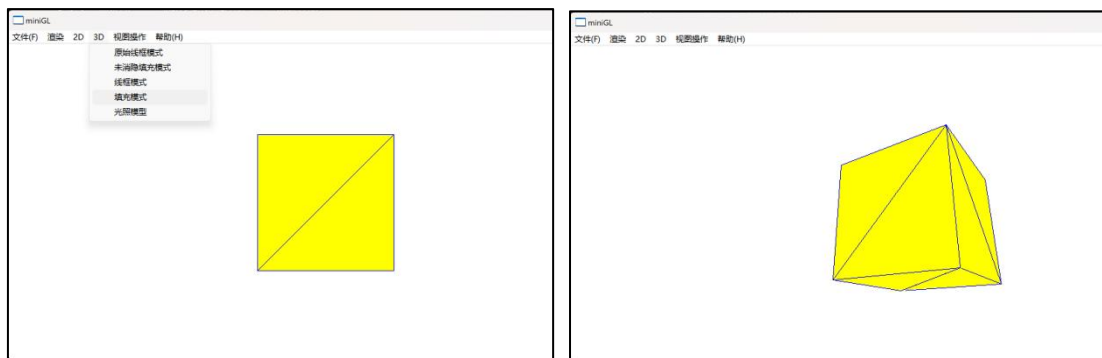 miniGL
文件(F) 渲染 2D 3D 视图操作 帮助(H)
原始线框模式
未消隐填充模式
线框模式
填充模式
光照模型
miniGL
文件(F) 渲染 2D 3D 视图操作 帮助(H)